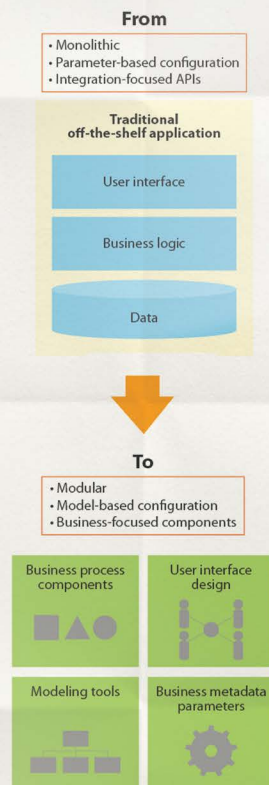 From
• Monolithic
• Parameter-based configuration
• Integration-focused APIs
Traditional
off-the-shelf application
User interface
Business logic
Data
To
• Modular
• Model-based configuration
• Business-focused components
Business process
components
User interface
design
Modeling tools
Business metadata
parameters